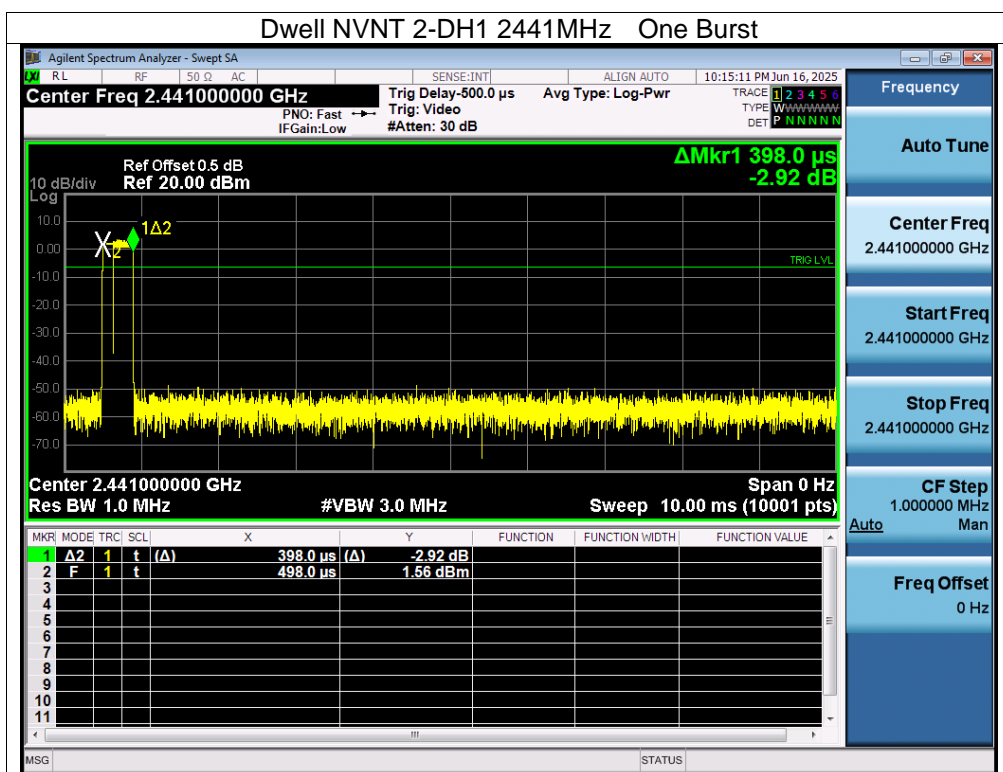 Dwell NVNT 2-DH1 2441MHz One Burst
Agilent Spectrum Analyzer - Swept SA
LXI RL RF 50 Ω AC SENSE:INT ALIGN AUTO 10:15:11 PM Jun 16, 2025
Center Freq 2.441000000 GHz Trig Delay-500.0 µs Avg Type: Log-Pwr TRACE 1 2 3 4 5 6
PNO: Fast Trig: Video TYPE WWWWWWW
IFGain:Low #Atten: 30 dB DET P N N N N N
Ref Offset 0.5 dB ΔMkr1 398.0 µs
10 dB/div Ref 20.00 dBm -2.92 dB
Log
10.0
1Δ2
0.00
2
TRIG LVL
-10.0
-20.0
-30.0
-40.0
-50.0
-60.0
-70.0
Center 2.441000000 GHz Span 0 Hz
Res BW 1.0 MHz #VBW 3.0 MHz Sweep 10.00 ms (10001 pts)
MKR MODE TRC SCL X Y FUNCTION FUNCTION WIDTH FUNCTION VALUE
1 Δ2 1 t (Δ) 398.0 µs (Δ) -2.92 dB
2 F 1 t 498.0 µs 1.56 dBm
3
4
5
6
7
8
9
10
11
MSG STATUS
Frequency
Auto Tune
Center Freq
2.441000000 GHz
Start Freq
2.441000000 GHz
Stop Freq
2.441000000 GHz
CF Step
1.000000 MHz
Auto Man
Freq Offset
0 Hz